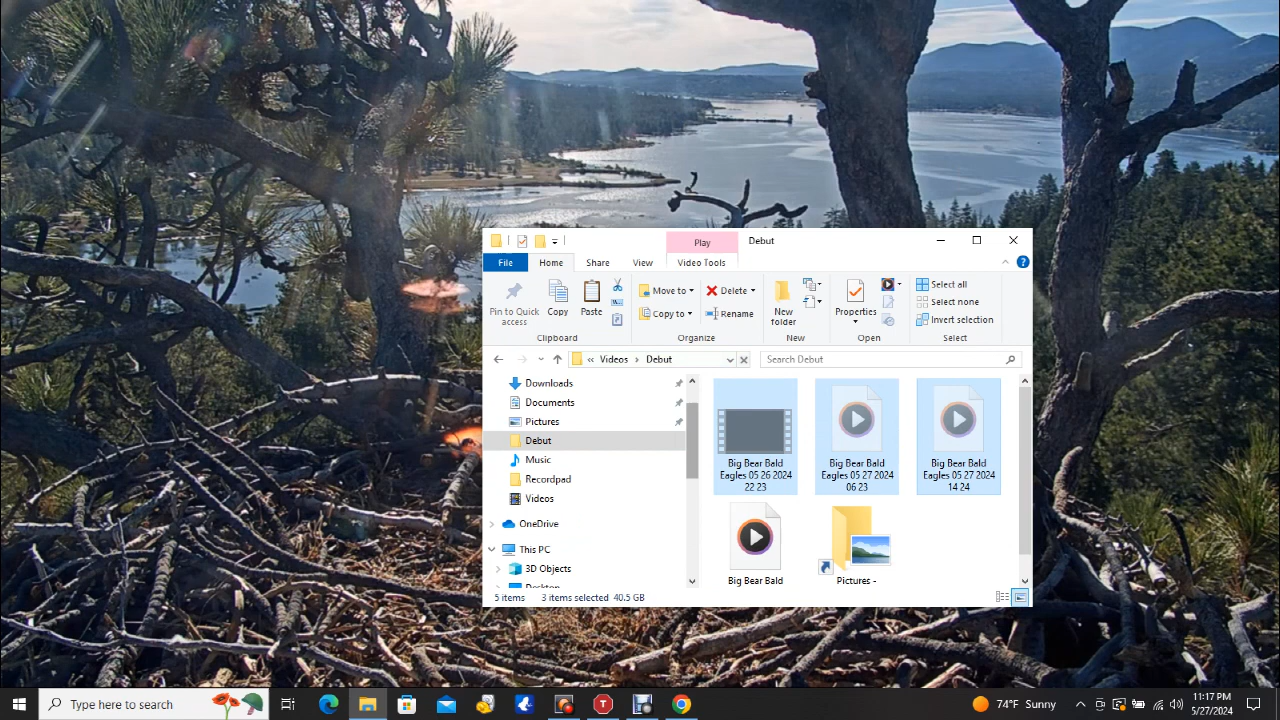 Play
Debut
File
Home
Share
View
Video Tools
Pin to Quick access
Copy
Paste
Move to
Copy to
Delete
Rename
New folder
Properties
Select all
Select none
Invert selection
Clipboard
Organize
New
Open
Select
« Videos › Debut
Search Debut
Downloads
Documents
Pictures
Debut
Music
Recordpad
Videos
OneDrive
This PC
3D Objects
Desktop
Big Bear Bald
Eagles 05 26 2024
22 23
Big Bear Bald
Eagles 05 27 2024
06 23
Big Bear Bald
Eagles 05 27 2024
14 24
Big Bear Bald
Pictures -
5 items
3 items selected 40.5 GB
Type here to search
74°F Sunny
11:17 PM
5/27/2024